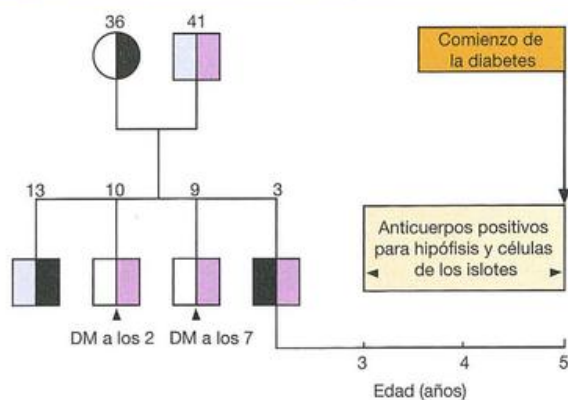 36
41
Comienzo de
la diabetes
13
10
9
3
Anticuerpos positivos
para hipófisis y células
de los islotes
DM a los 2
DM a los 7
3
4
5
Edad (años)